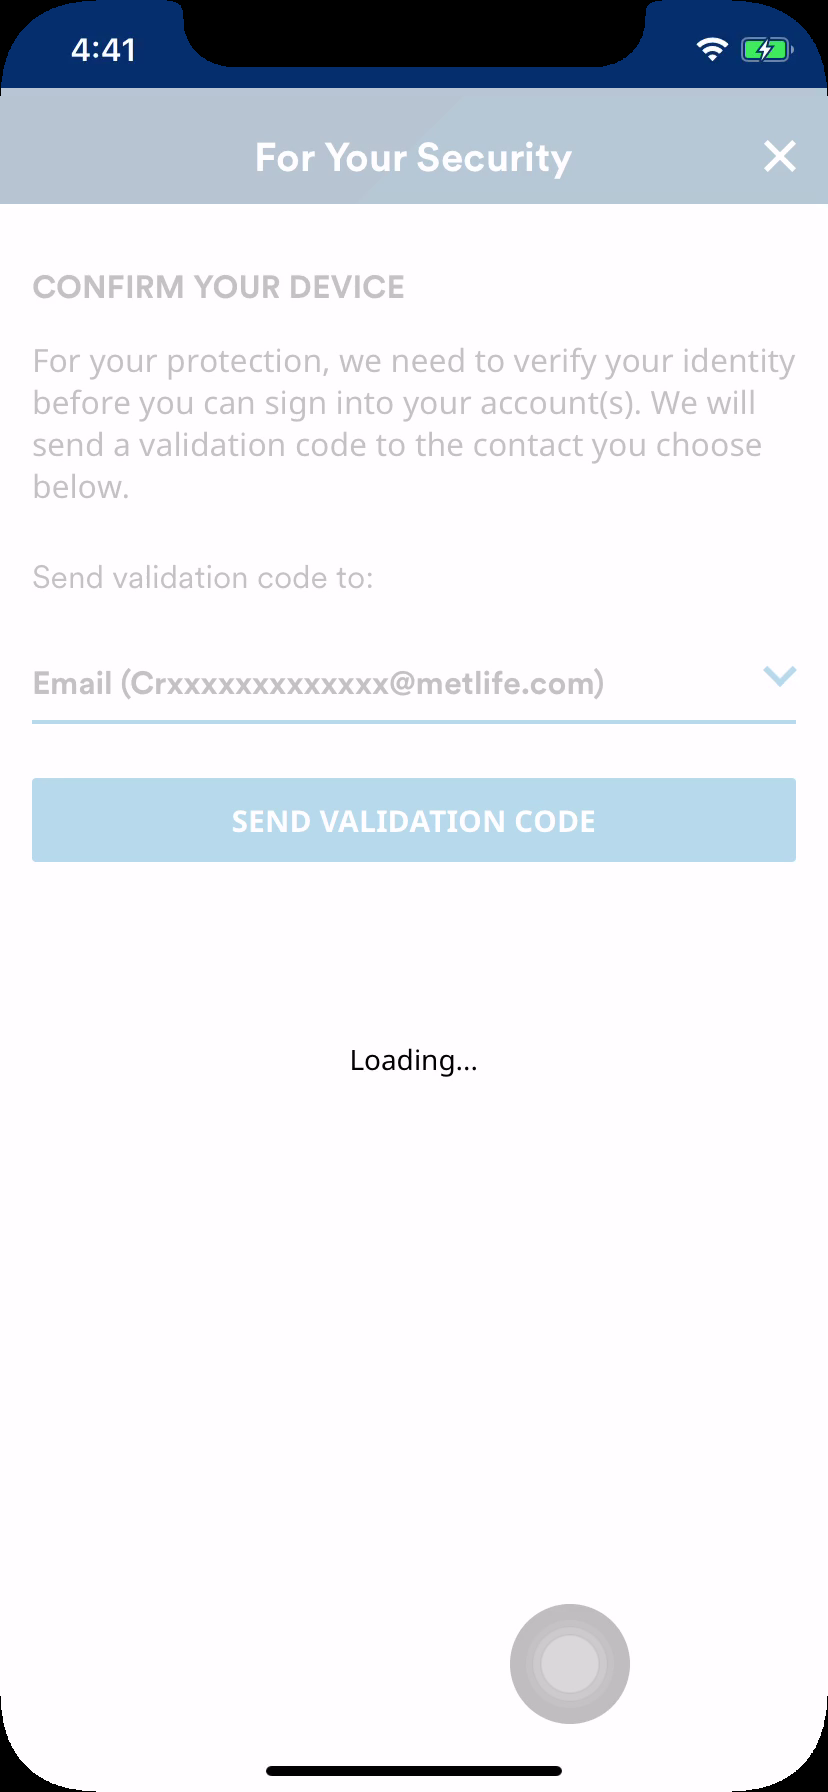 4:41
For Your Security
CONFIRM YOUR DEVICE
For your protection, we need to verify your identity
before you can sign into your account(s). We will
send a validation code to the contact you choose
below.
Send validation code to:
Email (Crxxxxxxxxxxxxx@metlife.com)
SEND VALIDATION CODE
Loading...